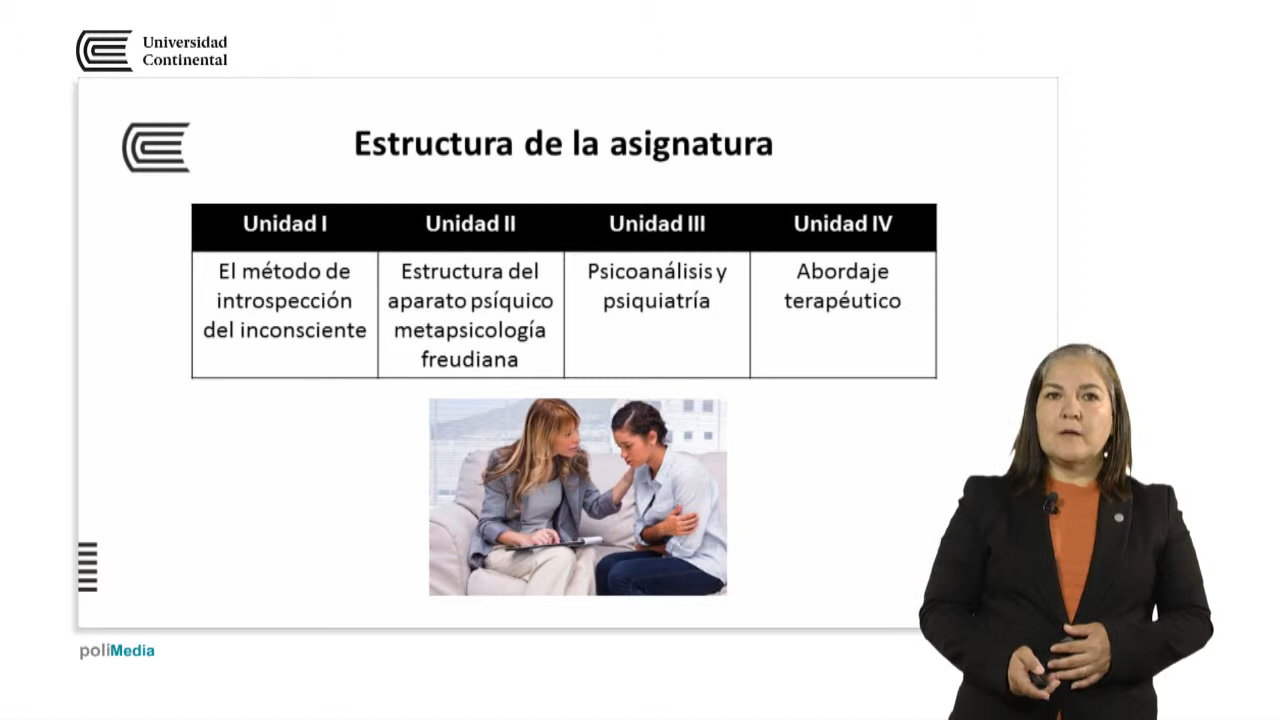 Universidad
Continental
Estructura de la asignatura
Unidad I
Unidad II
Unidad III
Unidad IV
El método de
introspección
del inconsciente
Estructura del
aparato psíquico
metapsicología
freudiana
Psicoanálisis y
psiquiatría
Abordaje
terapéutico
poliMedia